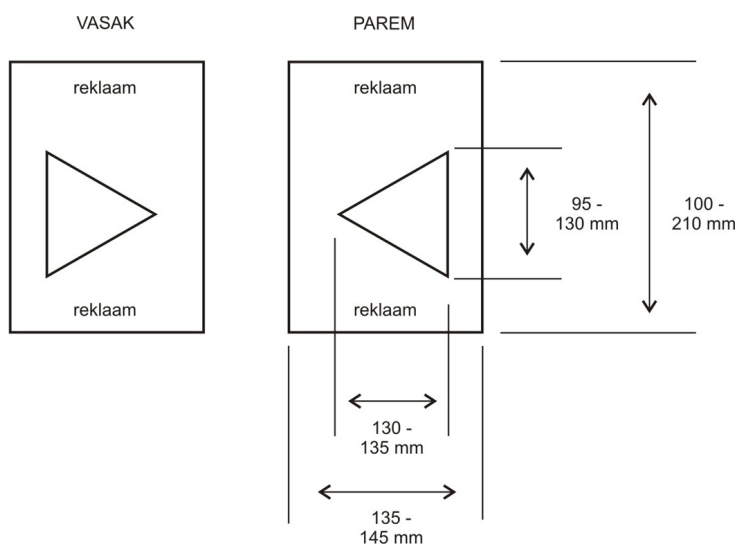 VASAK
PAREM
reklaam
reklaam
95 -
130 mm
100 -
210 mm
reklaam
reklaam
130 -
135 mm
135 -
145 mm